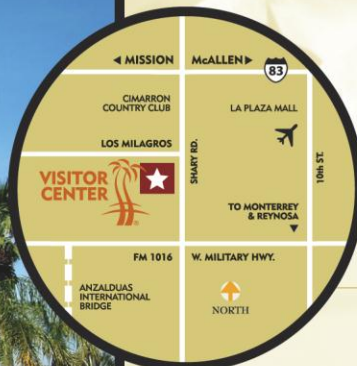 ◀ MISSION
McALLEN ▶
83
CIMARRON
COUNTRY CLUB
LA PLAZA MALL
LOS MILAGROS
SHARY RD.
10th ST.
VISITOR
CENTER
®
TO MONTERREY
& REYNOSA
▼
FM 1016
W. MILITARY HWY.
ANZALDUAS
INTERNATIONAL
BRIDGE
NORTH